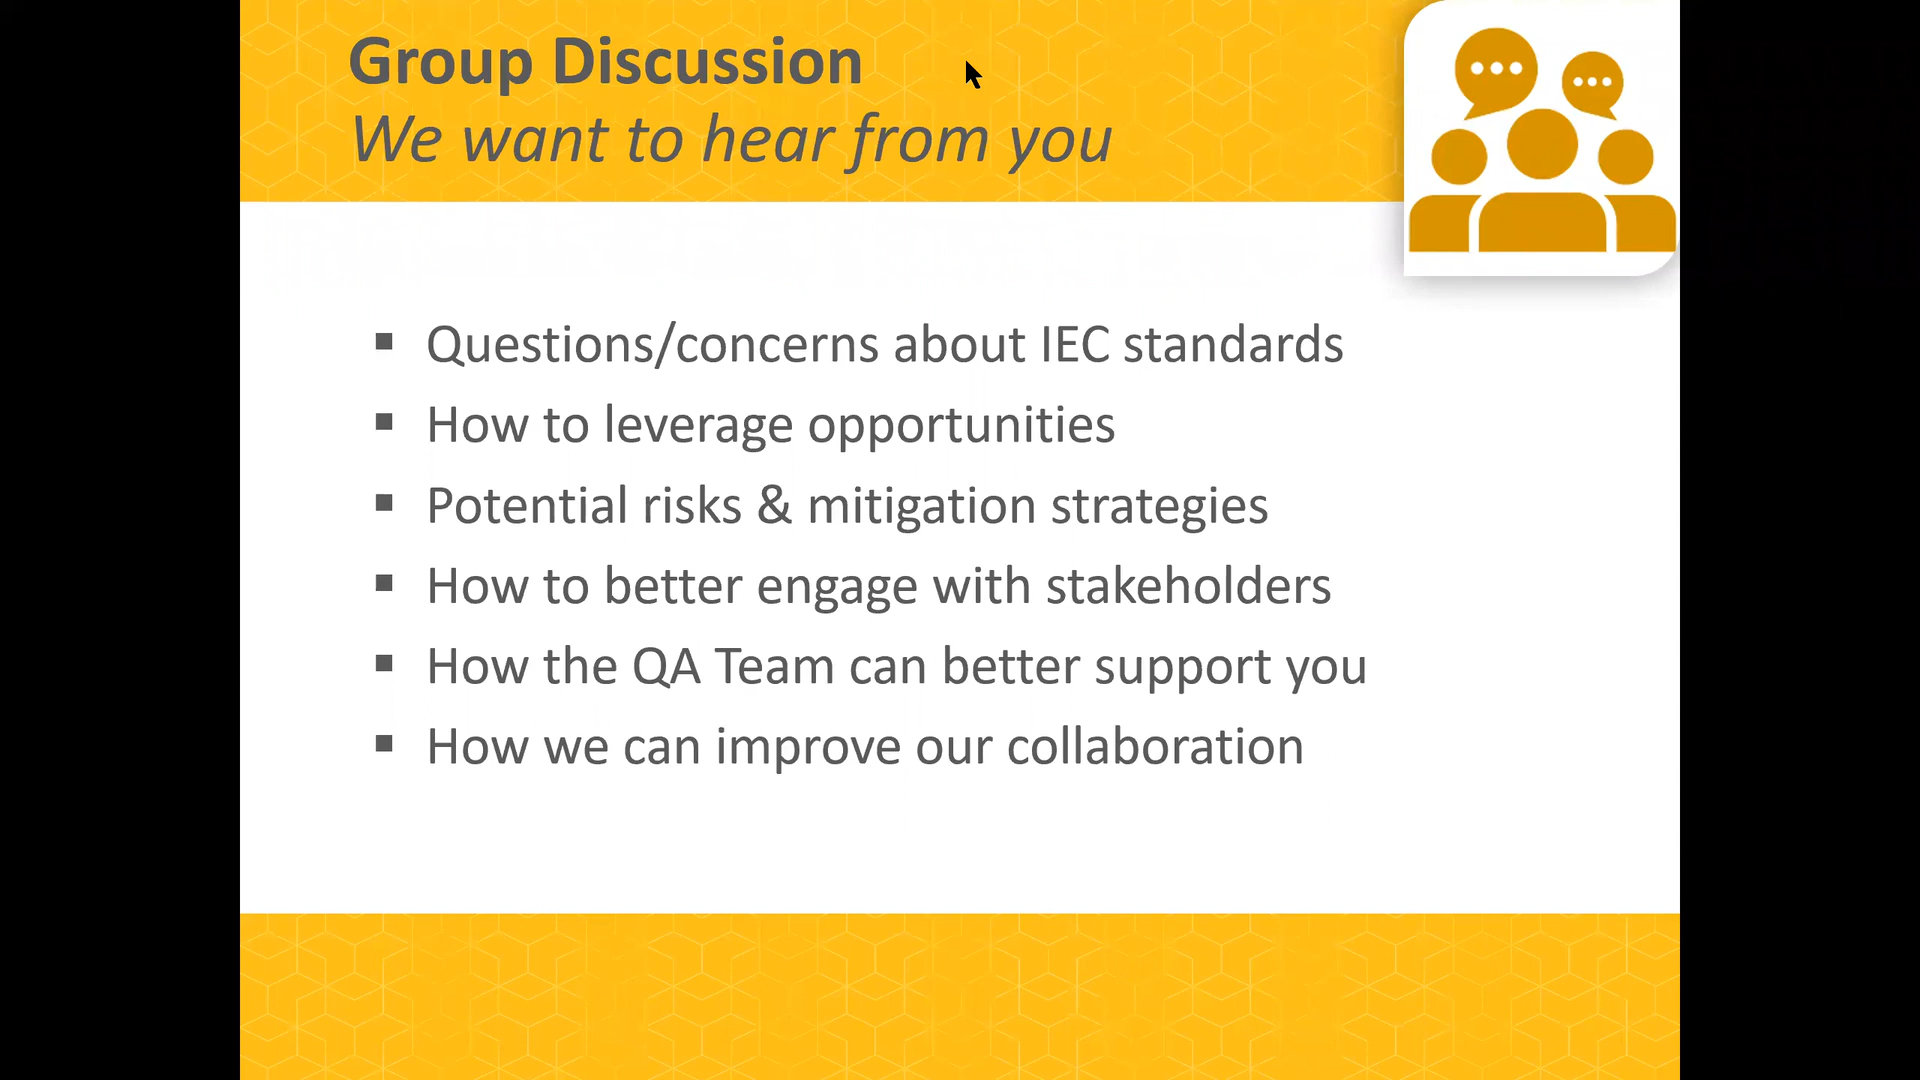 Group Discussion
We want to hear from you
▪ Questions/concerns about IEC standards
▪ How to leverage opportunities
▪ Potential risks & mitigation strategies
▪ How to better engage with stakeholders
▪ How the QA Team can better support you
▪ How we can improve our collaboration